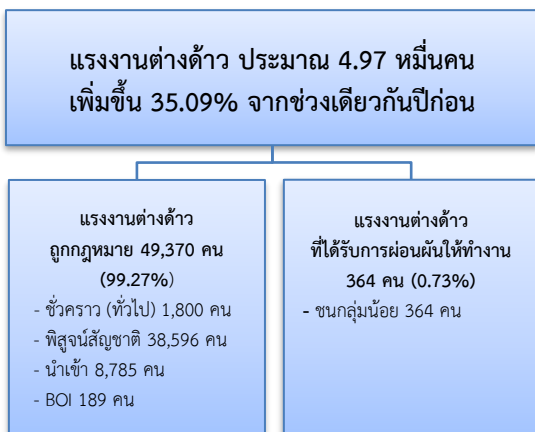 แรงงานต่างด้าว ประมาณ 4.97 หมื่นคน
เพิ่มขึ้น 35.09% จากช่วงเดียวกันปีก่อน
แรงงานต่างด้าว
ถูกกฎหมาย 49,370 คน
(99.27%)
- ชั่วคราว (ทั่วไป) 1,800 คน
- พิสูจน์สัญชาติ 38,596 คน
- นำเข้า 8,785 คน
- BOI 189 คน
แรงงานต่างด้าว
ที่ได้รับการผ่อนผันให้ทำงาน
364 คน (0.73%)
- ชนกลุ่มน้อย 364 คน